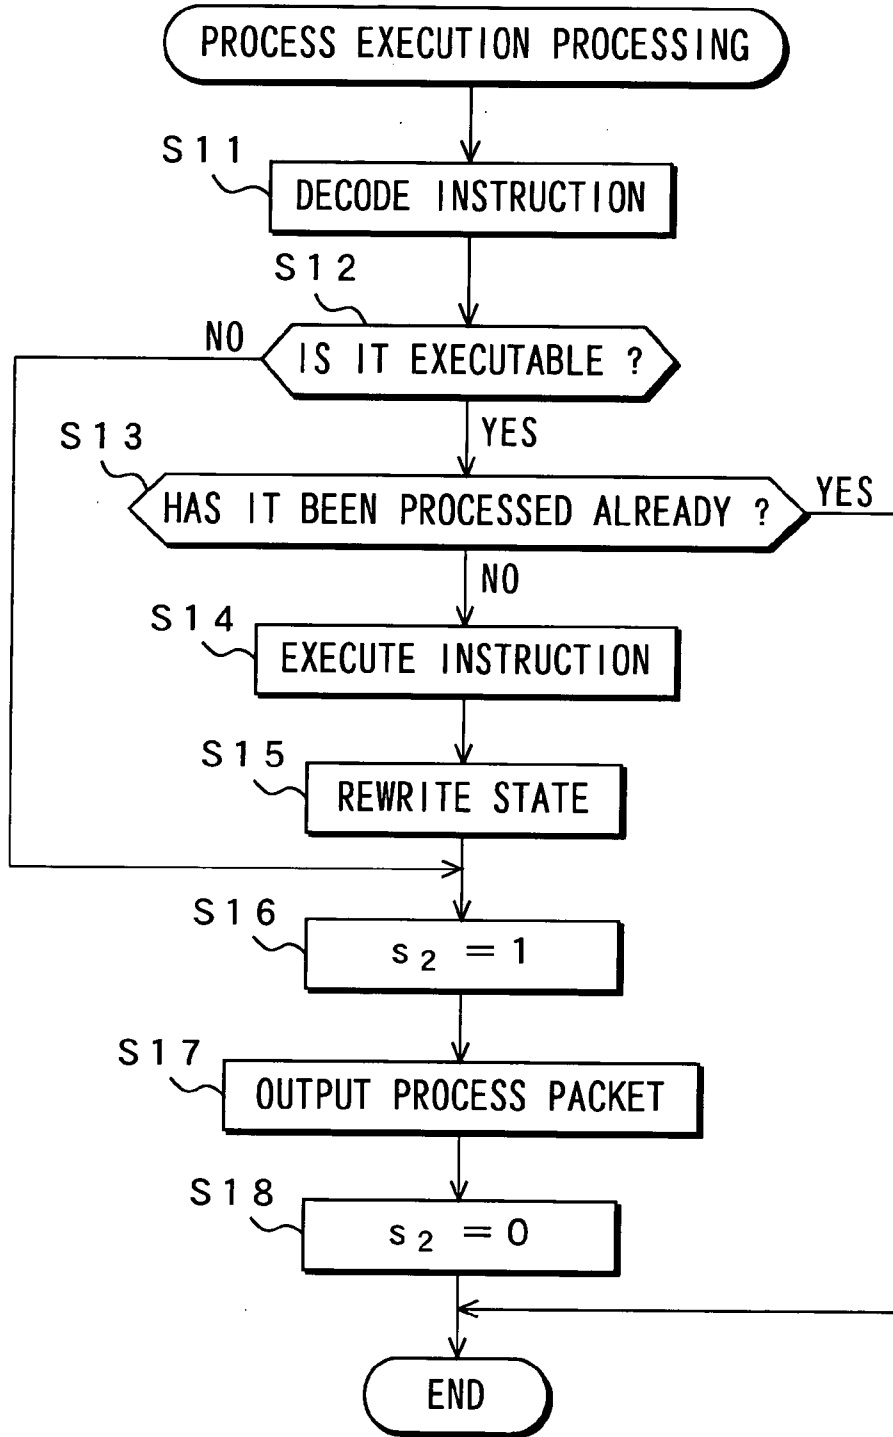 PROCESS EXECUTION PROCESSING
S11
DECODE INSTRUCTION
S12
NO
IS IT EXECUTABLE ?
YES
S13
HAS IT BEEN PROCESSED ALREADY ?
YES
NO
S14
EXECUTE INSTRUCTION
S15
REWRITE STATE
S16
s₂ = 1
S17
OUTPUT PROCESS PACKET
S18
s₂ = 0
END